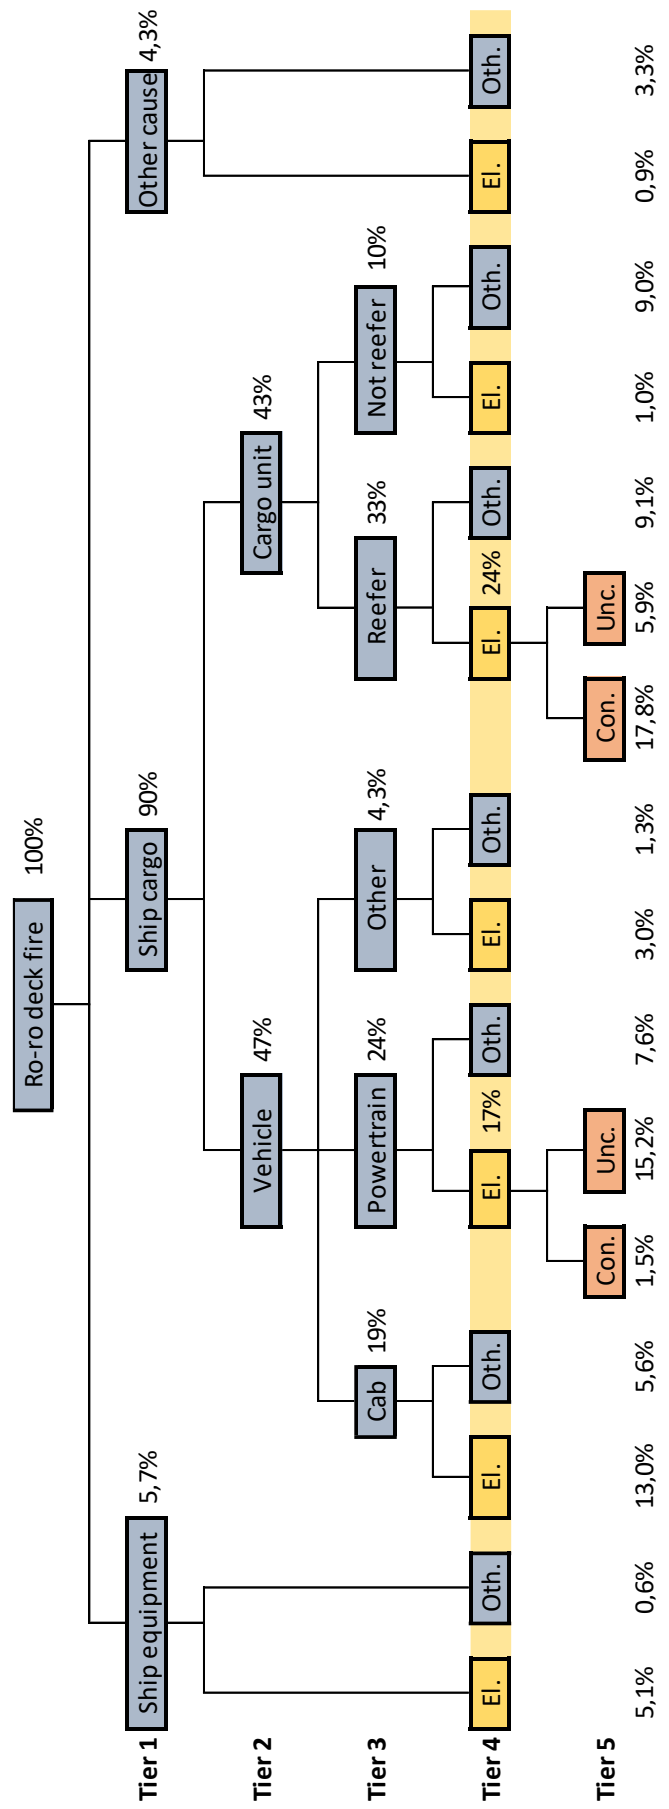 Ro-ro deck fire 100%
Tier 1 Ship equipment 5,7% Ship cargo 90% Other cause 4,3%
Tier 2 Vehicle 47% Cargo unit 43%
Tier 3 Cab 19% Powertrain 24% Other 4,3% Reefer 33% Not reefer 10%
Tier 4 El. Oth. El. Oth. El. 17% Oth. El. Oth. El. 24% Oth. El. Oth. El. Oth.
Tier 5 Con. Unc. Con. Unc.
5,1% 0,6% 13,0% 5,6% 1,5% 15,2% 7,6% 3,0% 1,3% 17,8% 5,9% 9,1% 1,0% 9,0% 0,9% 3,3%